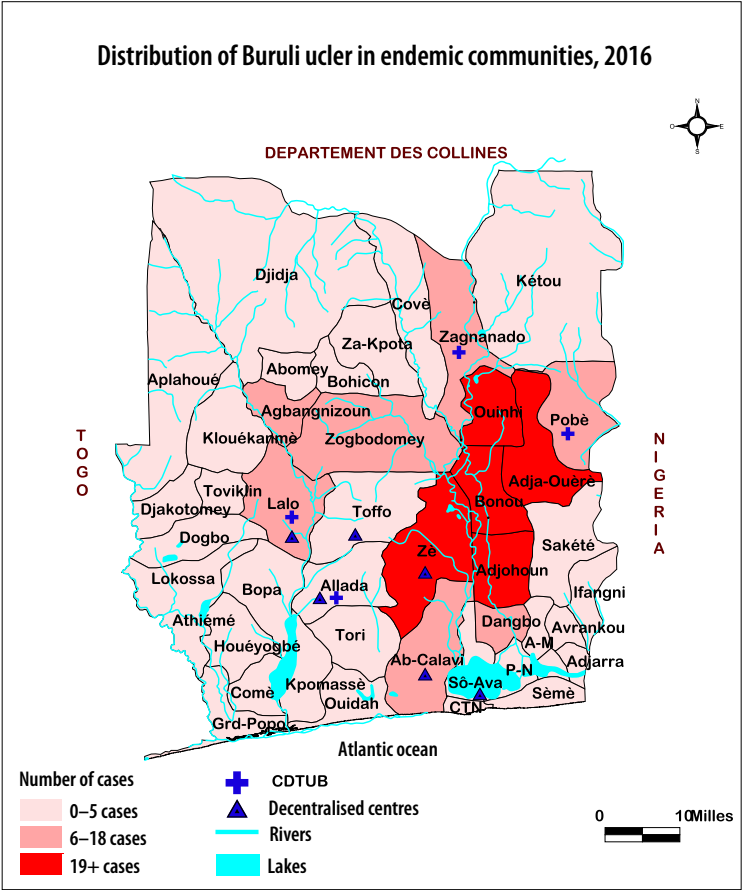 Distribution of Buruli ucler in endemic communities, 2016
N
O
E
S
DEPARTEMENT DES COLLINES
Djidja
Kétou
Covè
Zagnanado
Za-Kpota
Abomey
Aplahoué
Bohicon
Agbangnizoun
Ouinhi
Pobè
Klouékanmè
Zogbodomey
TOGO
NIGERIA
Adja-Ouèrè
Toviklin
Lalo
Bonou
Djakotomey
Toffo
Dogbo
Sakété
Zè
Adjohoun
Lokossa
Bopa
Allada
Ifangni
Athiémé
Dangbo
Avrankou
Tori
A-M
Houéyogbé
Ab-Calavi
Adjarra
P-N
Sô-Ava
Kpomassè
Comè
Sèmè
Ouidah
CTN
Grd-Popo
Atlantic ocean
Number of cases
0–5 cases
6–18 cases
19+ cases
CDTUB
Decentralised centres
Rivers
Lakes
0 10Milles